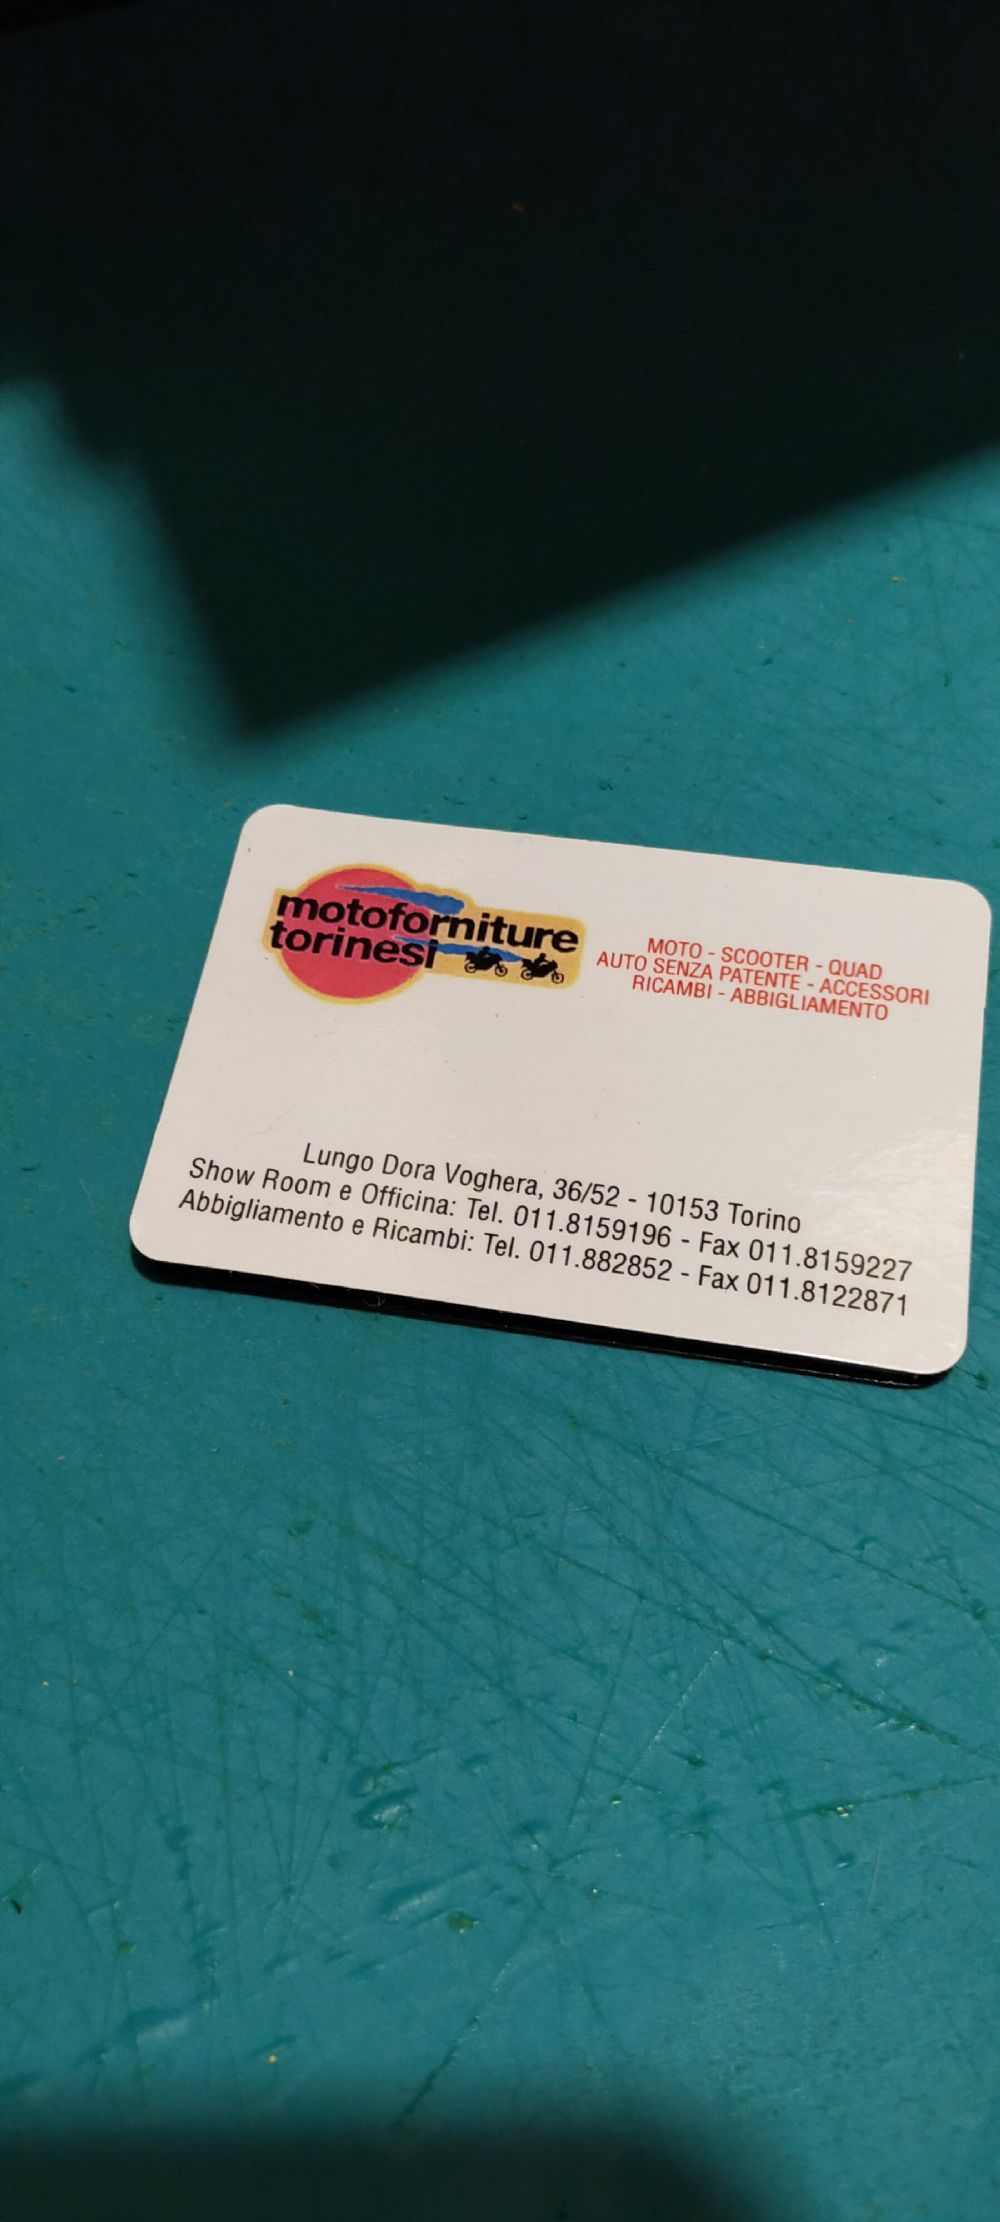 motoforniture
torinesi
MOTO - SCOOTER - QUAD
AUTO SENZA PATENTE - ACCESSORI
RICAMBI - ABBIGLIAMENTO
Lungo Dora Voghera, 36/52 - 10153 Torino
Show Room e Officina: Tel. 011.8159196 - Fax 011.8159227
Abbigliamento e Ricambi: Tel. 011.882852 - Fax 011.8122871